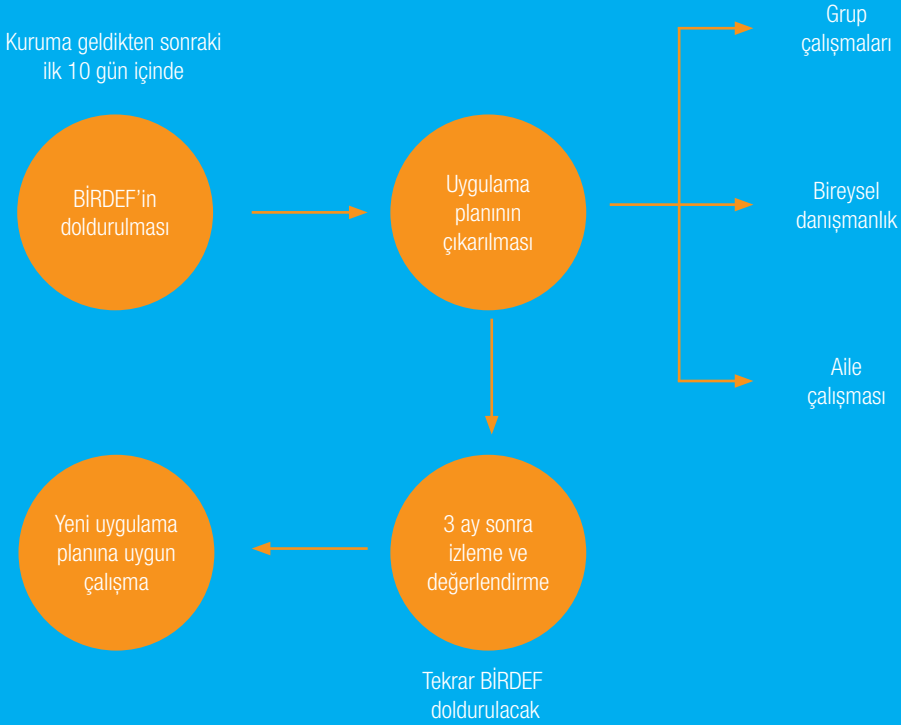 Kuruma geldikten sonraki
ilk 10 gün içinde
BİRDEF'in
doldurulması
Uygulama
planının
çıkarılması
Grup
çalışmaları
Bireysel
danışmanlık
Aile
çalışması
3 ay sonra
izleme ve
değerlendirme
Tekrar BİRDEF
doldurulacak
Yeni uygulama
planına uygun
çalışma